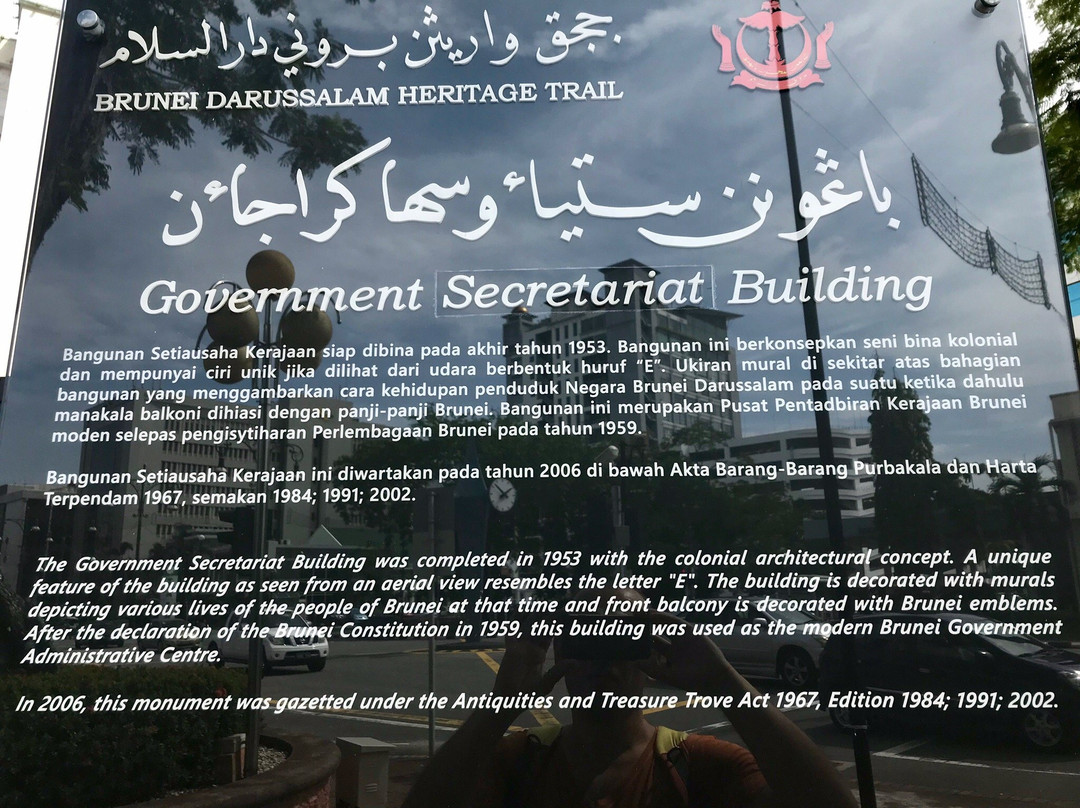 ججق واريثن بروني دارالسلام
BRUNEI DARUSSALAM HERITAGE TRAIL
باڠونن ستياءوسها كراجاءن
Government Secretariat Building
Bangunan Setiausaha Kerajaan siap dibina pada akhir tahun 1953. Bangunan ini berkonsepkan seni bina kolonial
dan mempunyai ciri unik jika dilihat dari udara berbentuk huruf “E”. Ukiran mural di sekitar atas bahagian
bangunan yang menggambarkan cara kehidupan penduduk Negara Brunei Darussalam pada suatu ketika dahulu
manakala balkoni dihiasi dengan panji-panji Brunei. Bangunan ini merupakan Pusat Pentadbiran Kerajaan Brunei
moden selepas pengisytiharan Perlembagaan Brunei pada tahun 1959.
Bangunan Setiausaha Kerajaan ini diwartakan pada tahun 2006 di bawah Akta Barang-Barang Purbakala dan Harta
Terpendam 1967, semakan 1984; 1991; 2002.
The Government Secretariat Building was completed in 1953 with the colonial architectural concept. A unique
feature of the building as seen from an aerial view resembles the letter "E". The building is decorated with murals
depicting various lives of the people of Brunei at that time and front balcony is decorated with Brunei emblems.
After the declaration of the Brunei Constitution in 1959, this building was used as the modern Brunei Government
Administrative Centre.
In 2006, this monument was gazetted under the Antiquities and Treasure Trove Act 1967, Edition 1984; 1991; 2002.